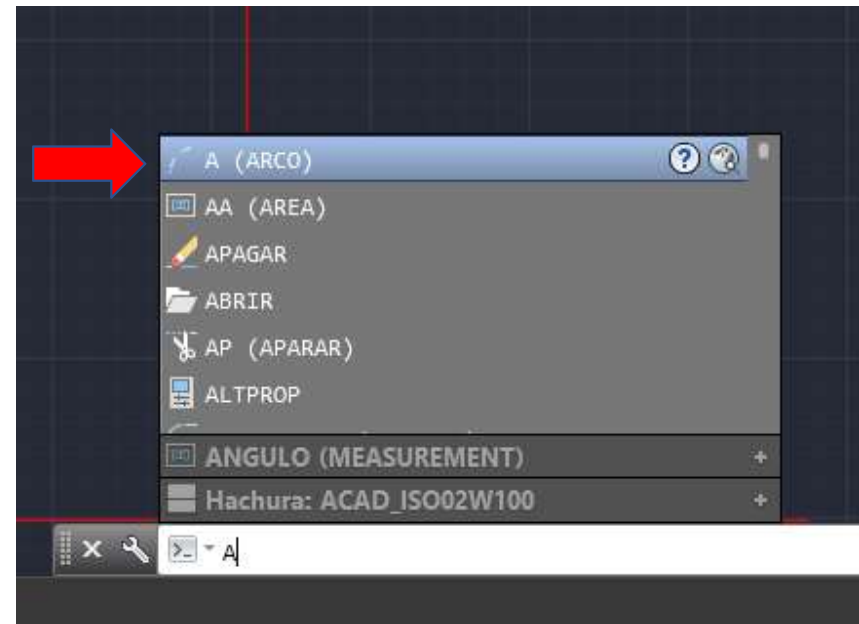 A (ARCO)
AA (AREA)
APAGAR
ABRIR
AP (APARAR)
ALTPROP
ANGULO (MEASUREMENT)
Hachura: ACAD_ISO02W100
A